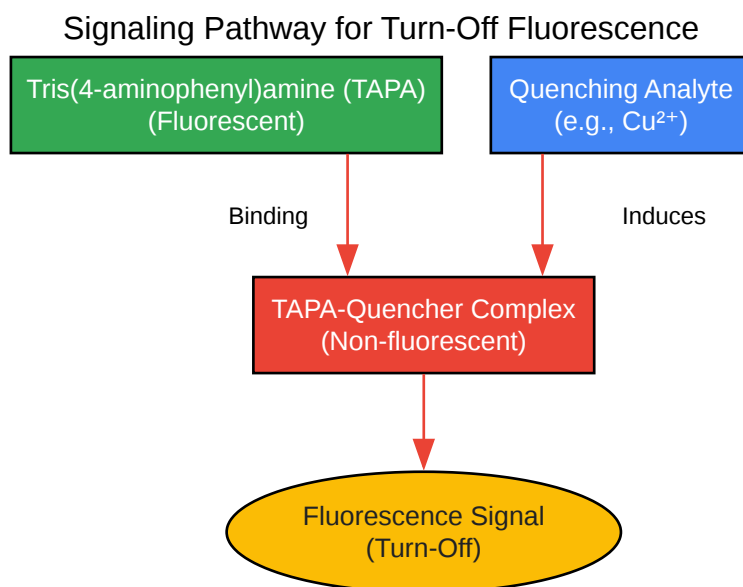 Signaling Pathway for Turn-Off Fluorescence
Tris(4-aminophenyl)amine (TAPA)
(Fluorescent)
Quenching Analyte
(e.g., Cu²⁺)
Binding
Induces
TAPA-Quencher Complex
(Non-fluorescent)
Fluorescence Signal
(Turn-Off)